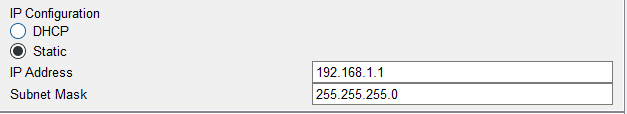 IP Configuration
DHCP
Static
IP Address 192.168.1.1
Subnet Mask 255.255.255.0